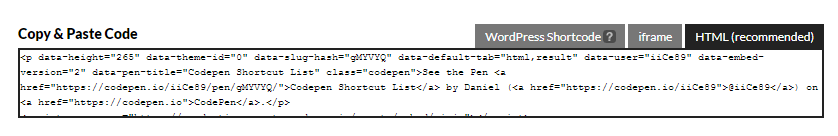 Copy & Paste Code
WordPress Shortcode ?
iframe
HTML (recommended)
<p data-height="265" data-theme-id="0" data-slug-hash="gMYVYQ" data-default-tab="html,result" data-user="iiCe89" data-embed-
version="2" data-pen-title="Codepen Shortcut List" class="codepen">See the Pen <a
href="https://codepen.io/iiCe89/pen/gMYVYQ/">Codepen Shortcut List</a> by Daniel (<a href="https://codepen.io/iiCe89">@iiCe89</a>) on
<a href="https://codepen.io">CodePen</a>.</p>